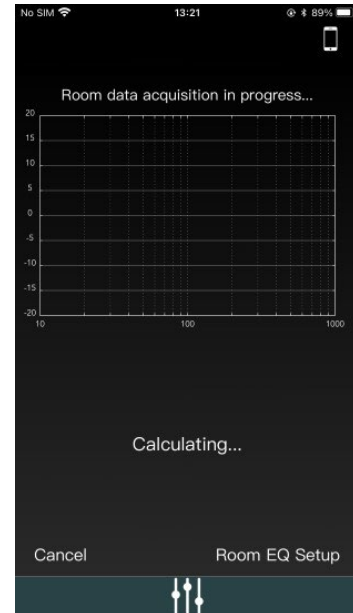 No SIM 13:21 89%
Room data acquisition in progress...
20
15
10
5
0
-5
-10
-15
-20
10 100 1000
Calculating...
Cancel Room EQ Setup